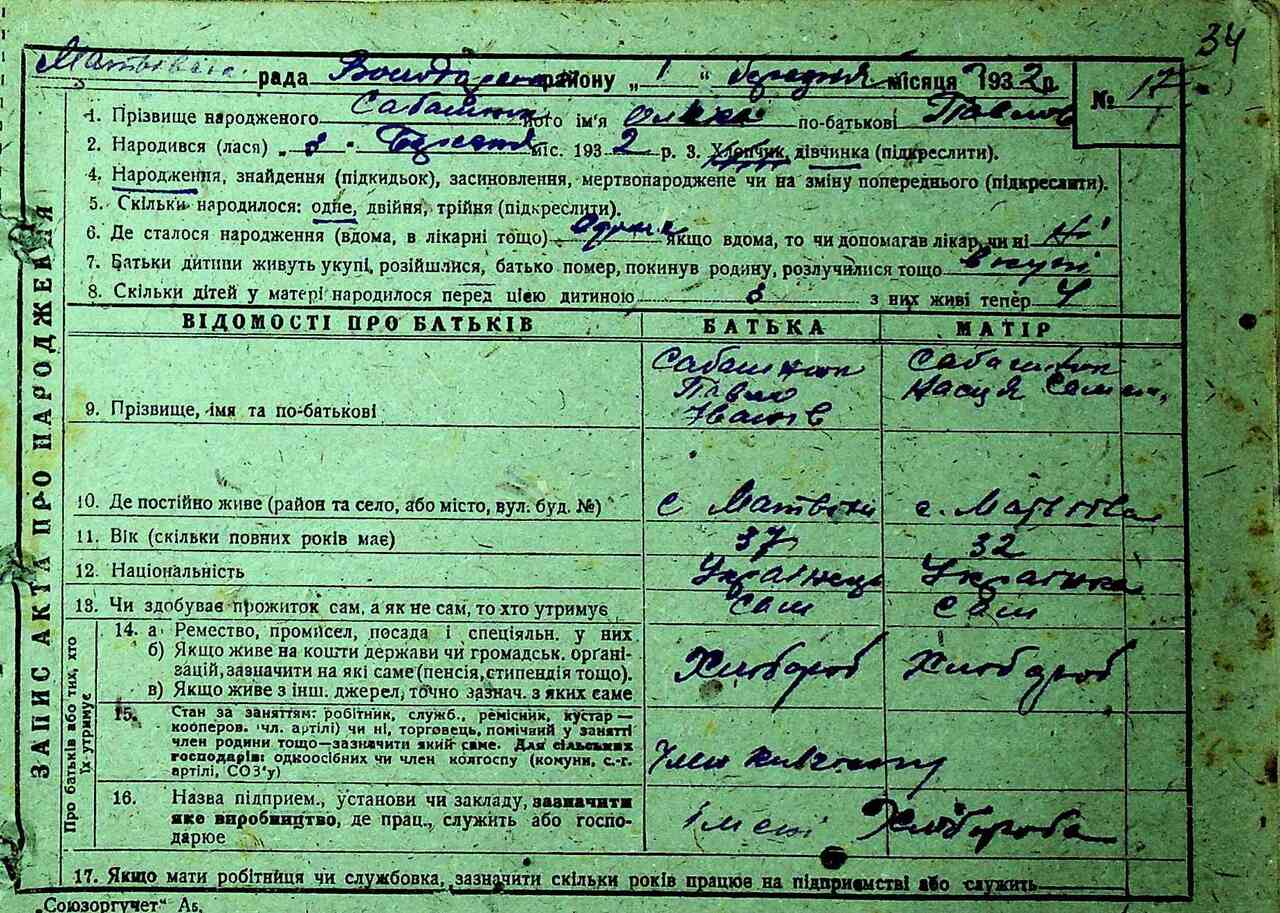 34
рада Володарського району „1" березня місяця 1932 р. № 17
1. Прізвище народженого Сабашнюк його ім'я Ольга по-батькові Павлов
2. Народився (лася) „8" Березня міс. 1932 р. 3. Хлопчик, дівчинка (підкреслити).
4. Народження, знайдення (підкидьок), засиновлення, мертвонароджене чи на зміну попереднього (підкреслити).
5. Скільки народилося: одне, двійня, трійня (підкреслити).
6. Де сталося народження (вдома, в лікарні тощо) якщо вдома, то чи допомагав лікар, чи ні Ні
7. Батьки дитини живуть укупі, розійшлися, батько помер, покинув родину, розлучилися тощо вкупі
8. Скільки дітей у матері народилося перед цією дитиною 8 з них живі тепер 4
ЗАПИС АКТА ПРО НАРОДЖЕННЯ
ВІДОМОСТІ ПРО БАТЬКІВ БАТЬКА МАТІР
9. Прізвище, імя та по-батькові
Сабашнюк
Павло
Іванів
Сабашнюк
Насця Семен,
10. Де постійно живе (район та село, або місто, вул. буд. №) с с.
11. Вік (скільки повних років має) 37 32
12. Національність Українець Українка
13. Чи здобуває прожиток сам, а як не сам, то хто утримує сам сам
Про батьків або тих, хто
їх утримує
14. а) Ремество, промисел, посада і спеціяльн. у них
б) Якщо живе на кошти держави чи громадськ. органі-
зацій, зазначити на які саме (пенсія, стипендія тощо). Хлібороб Хлібороб
в) Якщо живе з інш. джерел, точно зазнач. з яких саме
15. Стан за заняттям: робітник, служб., ремісник, кустар—
кооперов. (чл. артілі) чи ні, торговець, помічний у занятті
член родини тощо—зазначити який саме. Для сільських
господарів: одкоосібних чи член колгоспу (комуни, с.-г.
артілі, СОЗ'у) Член
16. Назва підприєм., установи чи закладу, зазначити
яке виробництво, де прац., служить або госпо-
дарює Хлібороба
17. Якщо мати робітниця чи службовка, зазначити скільки років працює на підприємстві або служить
„Союзоргучет" А5.